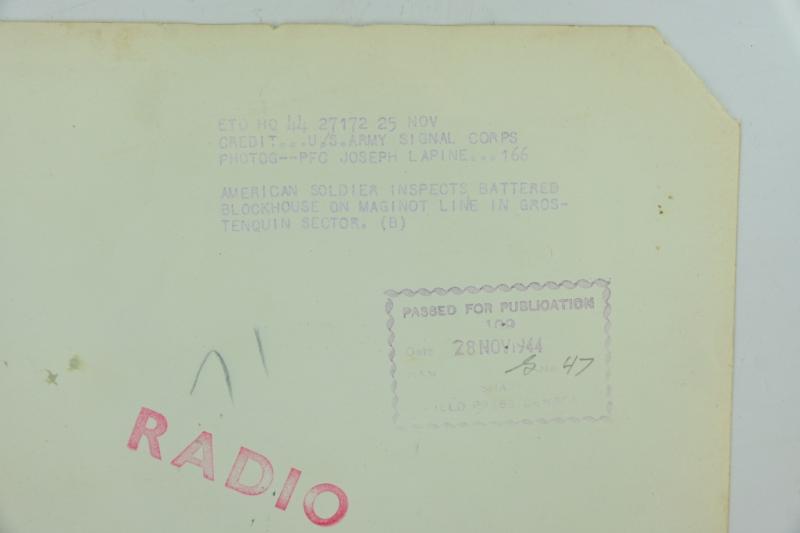 ETO HQ 44 27172 25 NOV
CREDIT...U.S.ARMY SIGNAL CORPS
PHOTOG--PFC JOSEPH LAPINE...166
AMERICAN SOLDIER INSPECTS BATTERED
BLOCKHOUSE ON MAGINOT LINE IN GROS-
TENQUIN SECTOR. (B)
PASSED FOR PUBLICATION
Date 28 NOV 1944
47
RADIO